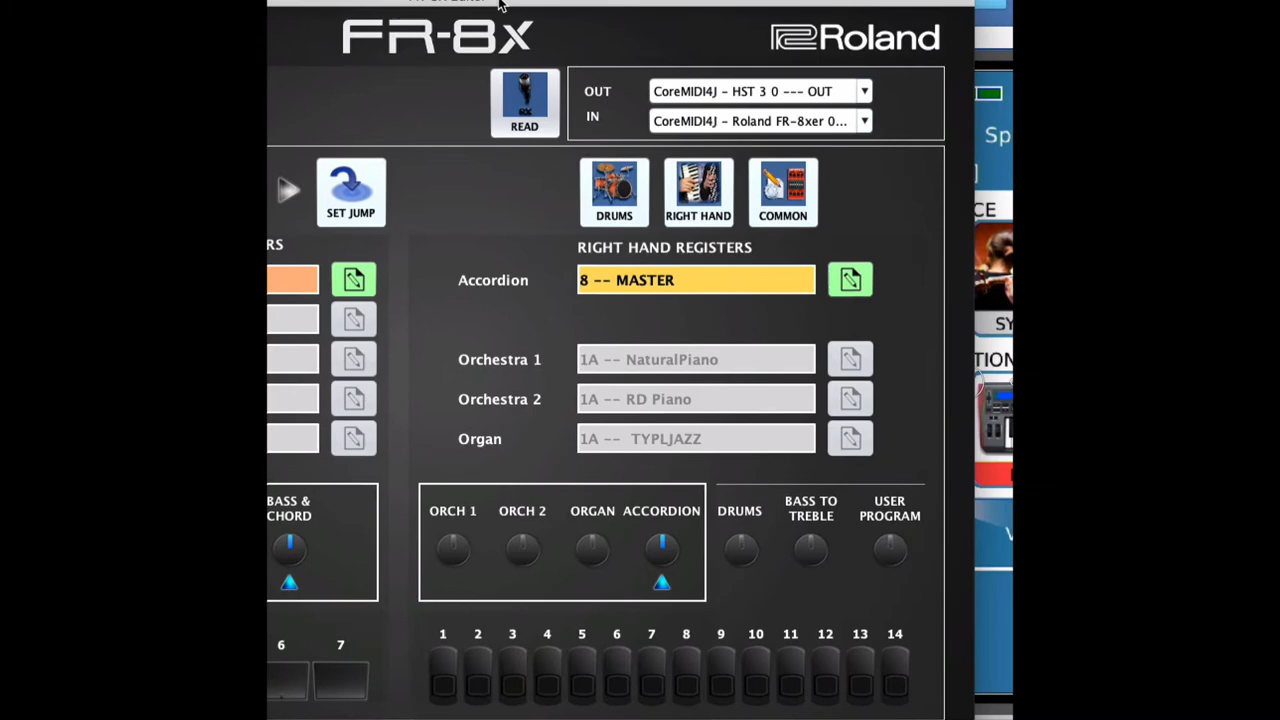 FR-8x Roland
READ
OUT CoreMIDI4J - HST 3 0 --- OUT
IN CoreMIDI4J - Roland FR-8xer 0...
Sp
SET JUMP
DRUMS
RIGHT HAND
COMMON
CE
RS
RIGHT HAND REGISTERS
Accordion 8 -- MASTER
SY
TION
Orchestra 1 1A -- NaturalPiano
Orchestra 2 1A -- RD Piano
Organ 1A -- TYPLJAZZ
BASS &
CHORD
ORCH 1 ORCH 2 ORGAN ACCORDION DRUMS
BASS TO
TREBLE
USER
PROGRAM
6 7
1 2 3 4 5 6 7 8 9 10 11 12 13 14